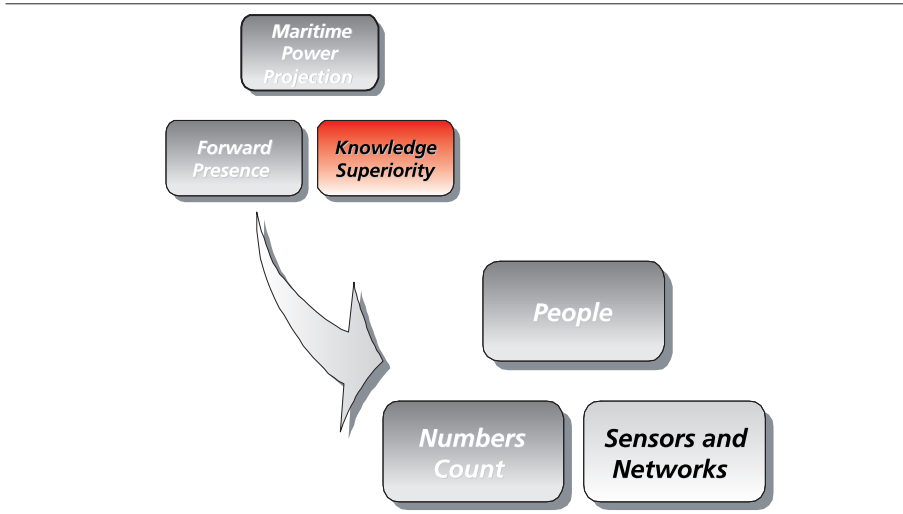 Maritime
Power
Projection
Forward
Presence
Knowledge
Superiority
People
Numbers
Count
Sensors and
Networks